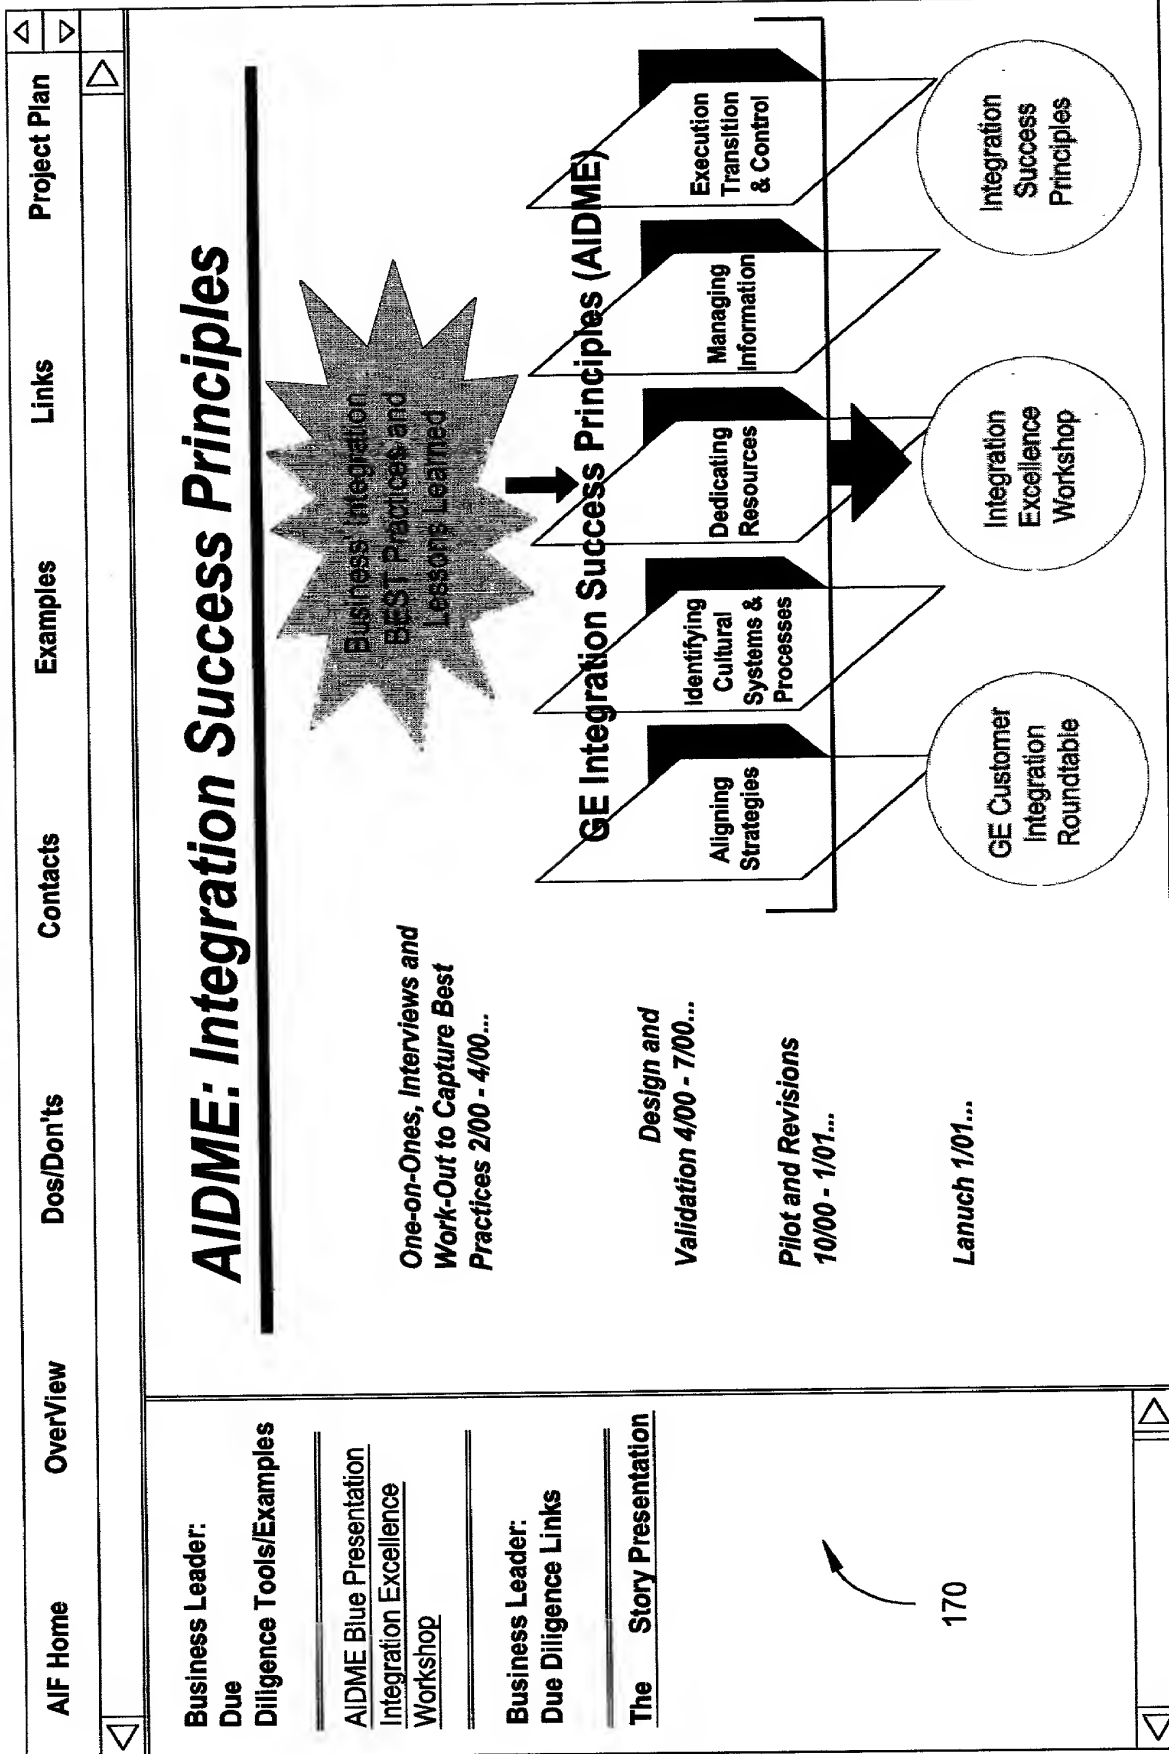 AIF Home
OverView
Dos/Don'ts
Contacts
Examples
Links
Project Plan
Business Leader:
Due
Diligence Tools/Examples
AIDME Blue Presentation
Integration Excellence
Workshop
Business Leader:
Due Diligence Links
The Story Presentation
170
AIDME: Integration Success Principles
One-on-Ones, Interviews and
Work-Out to Capture Best
Practices 2/00 - 4/00...
Business' Integration
BEST Practices and
Lessons Learned
Design and
Validation 4/00 - 7/00...
GE Integration Success Principles (AIDME)
Pilot and Revisions
10/00 - 1/01...
Aligning
Strategies
Identifying
Cultural
Systems &
Processes
Dedicating
Resources
Managing
Information
Execution
Transition
& Control
Lanuch 1/01...
GE Customer
Integration
Roundtable
Integration
Excellence
Workshop
Integration
Success
Principles